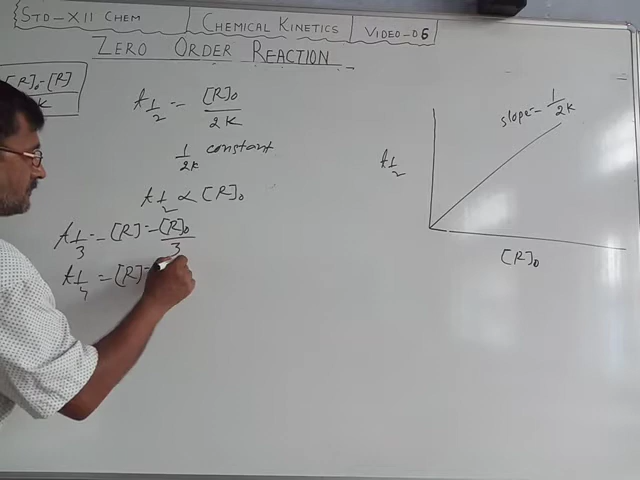 STD-XII CHEM
CHEMICAL KINETICS
VIDEO-06
ZERO ORDER REACTION
[R]₀-[R]
K
t½ = [R]₀/2K
1/2K constant
t½ ∝ [R]₀
t⅓ = [R] = [R]₀/3
t¼ = [R] =
slope = 1/2K
t½
[R]₀